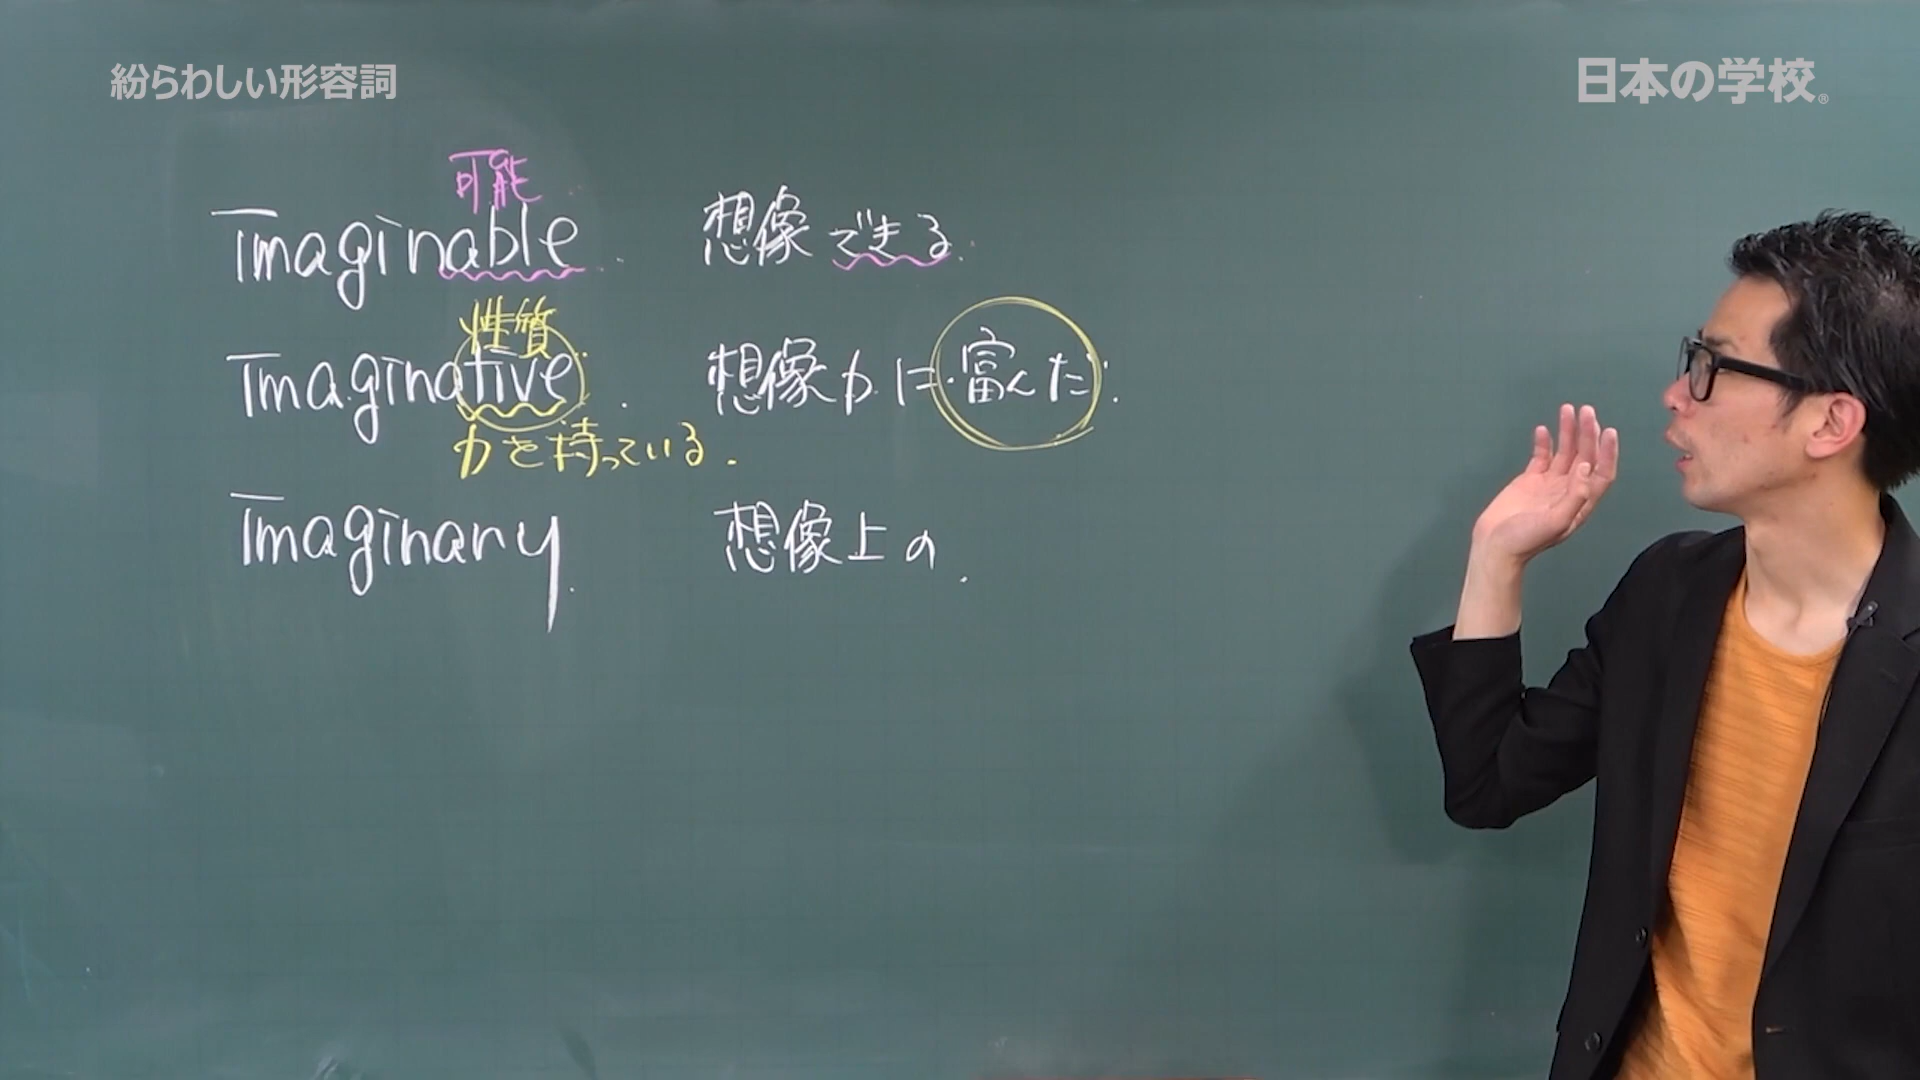 紛らわしい形容詞
日本の学校®
可能
Imaginable. 想像できる.
性質
Imaginative. 想像力に富んだ.
力を持っている.
Imaginary. 想像上の.